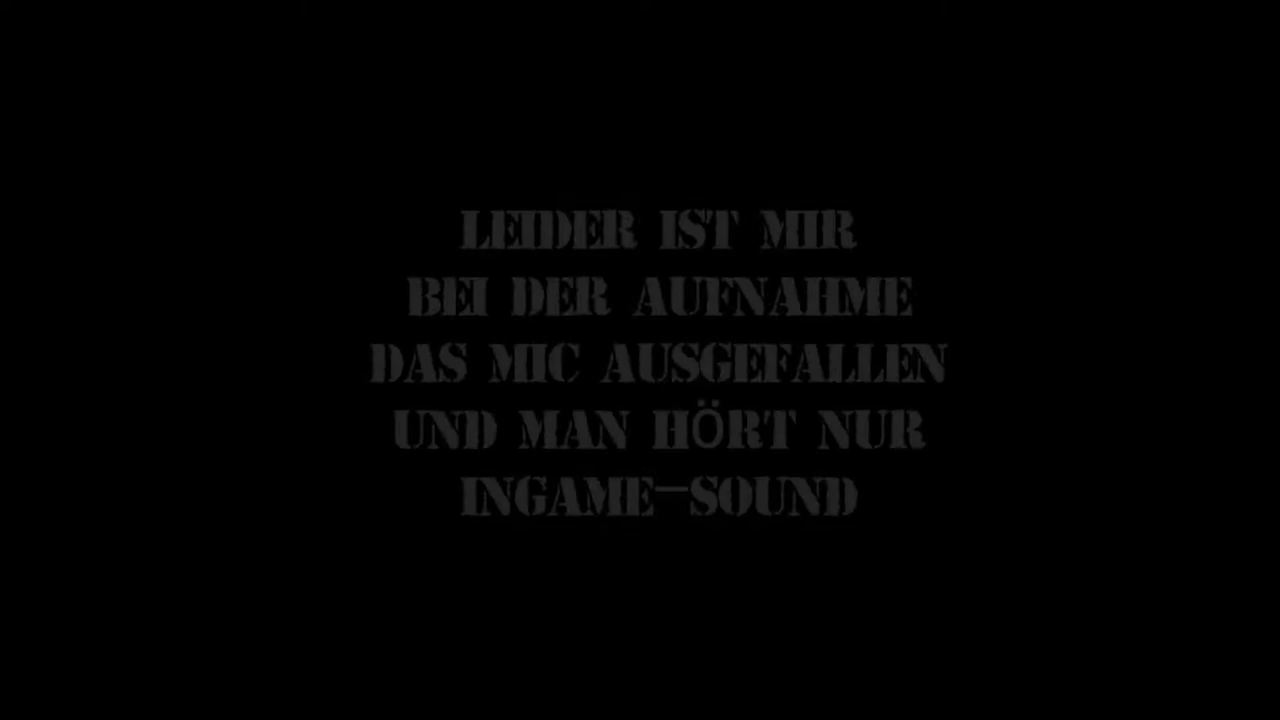 LEIDER IST MIR
BEI DER AUFNAHME
DAS MIC AUSGEFALLEN
UND MAN HÖRT NUR
INGAME-SOUND